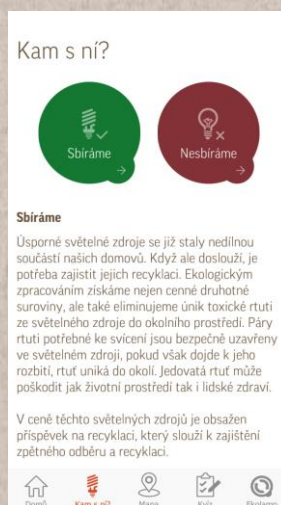 Kam s ní?
Sbíráme
Nesbíráme
Sbíráme
Úsporné světelné zdroje se již staly nedílnou
součástí našich domovů. Když ale doslouží, je
potřeba zajistit jejich recyklaci. Ekologickým
zpracováním získáme nejen cenné druhotné
suroviny, ale také eliminujeme únik toxické rtuti
ze světelného zdroje do okolního prostředí. Páry
rtuti potřebné ke svícení jsou bezpečně uzavřeny
ve světelném zdroji, pokud však dojde k jeho
rozbití, rtuť uniká do okolí. Jedovatá rtuť může
poškodit jak životní prostředí tak i lidské zdraví.
V ceně těchto světelných zdrojů je obsažen
příspěvek na recyklaci, který slouží k zajištění
zpětného odběru a recyklaci.
Domů Kam s ní? Mapa Kvíz Ekolamp